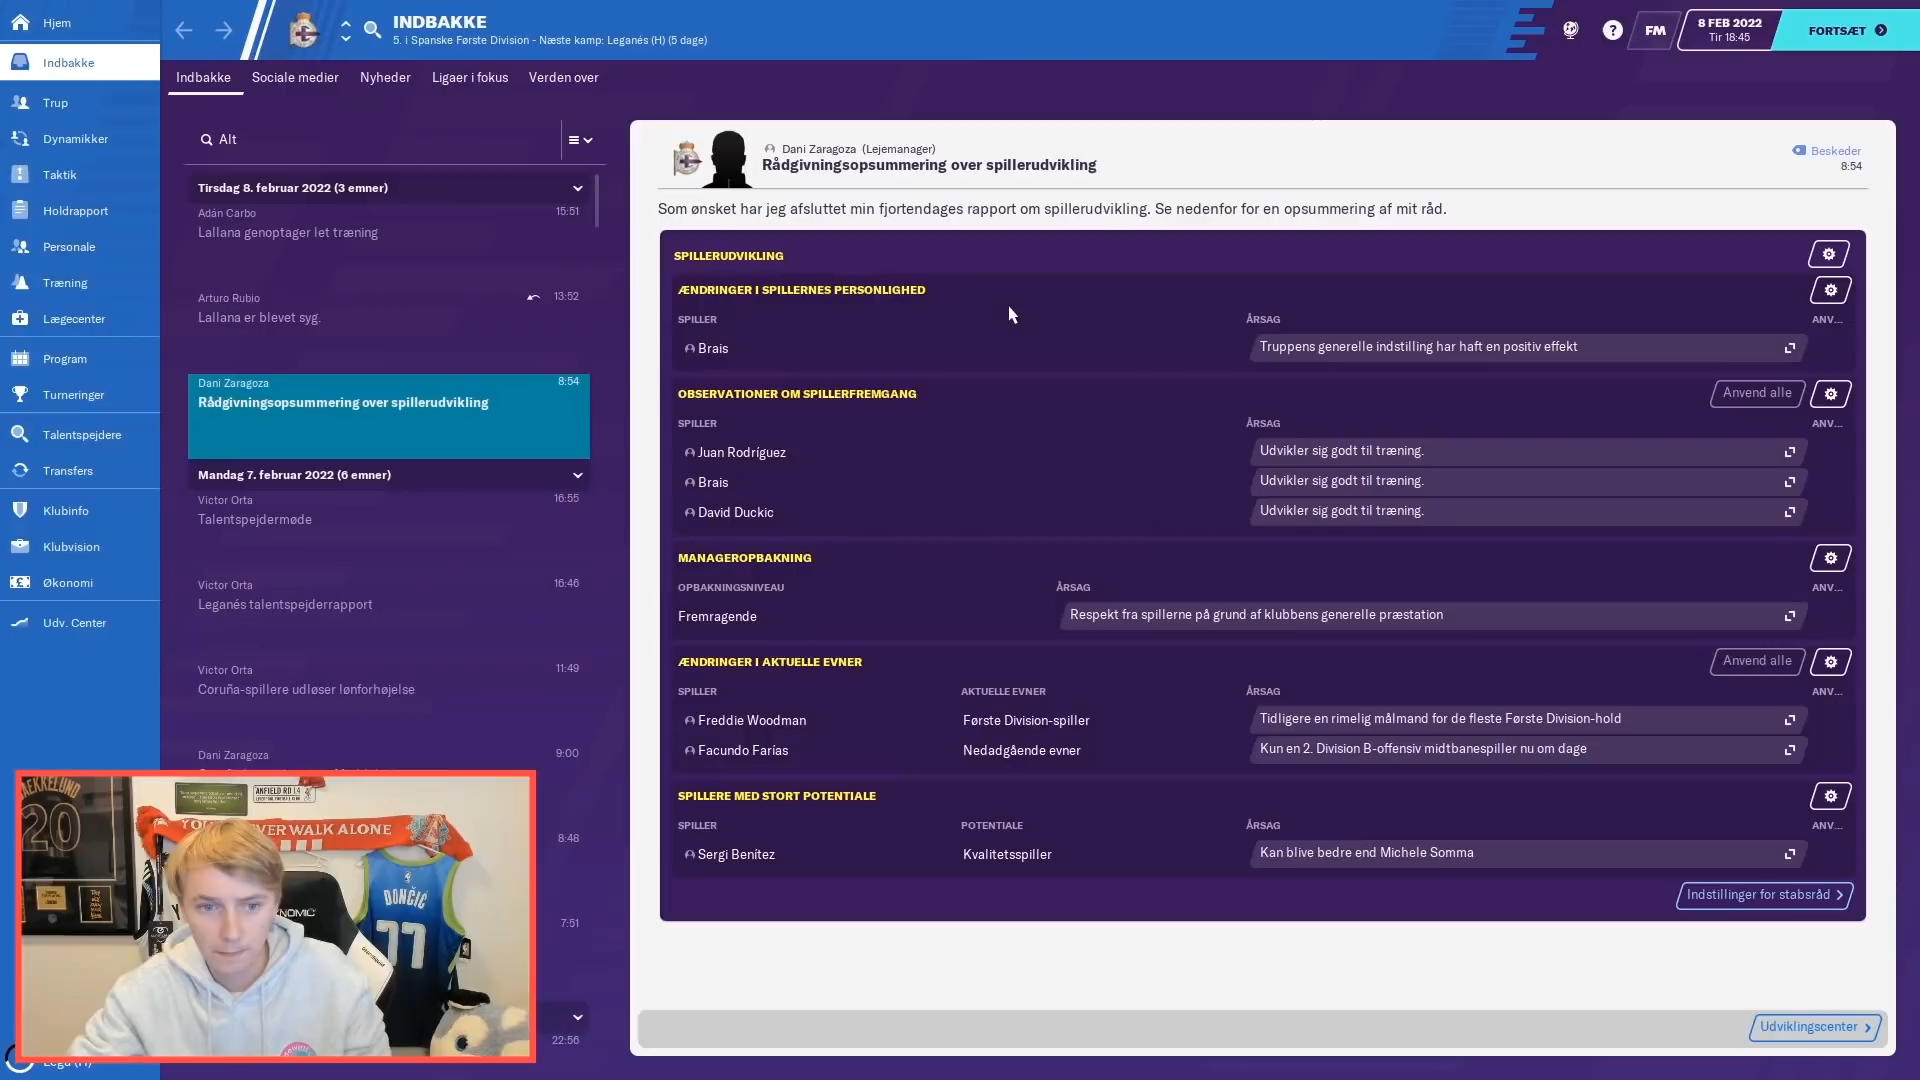 Hjem
Indbakke
Trup
Dynamikker
Taktik
Holdrapport
Personale
Træning
Lægecenter
Program
Turneringer
Talentspejdere
Transfers
Klubinfo
Klubvision
Økonomi
Udv. Center
INDBAKKE
5. i Spanske Første Division - Næste kamp: Leganés (H) (5 dage)
FM
8 FEB 2022
Tir 18:45
FORTSÆT
Indbakke
Sociale medier
Nyheder
Ligaer i fokus
Verden over
Alt
Tirsdag 8. februar 2022 (3 emner)
Adán Carbo
15:51
Lallana genoptager let træning
Arturo Rubio
13:52
Lallana er blevet syg.
Dani Zaragoza
8:54
Rådgivningsopsummering over spillerudvikling
Mandag 7. februar 2022 (6 emner)
Victor Orta
16:55
Talentspejdermøde
Victor Orta
16:46
Leganés talentspejderrapport
Victor Orta
11:49
Coruña-spillere udløser lønforhøjelse
Dani Zaragoza
9:00
8:48
7:51
22:56
Dani Zaragoza (Lejemanager)
Rådgivningsopsummering over spillerudvikling
Beskeder
8:54
Som ønsket har jeg afsluttet min fjortendages rapport om spillerudvikling. Se nedenfor for en opsummering af mit råd.
SPILLERUDVIKLING
ÆNDRINGER I SPILLERNES PERSONLIGHED
SPILLER ÅRSAG ANV...
Brais Truppens generelle indstilling har haft en positiv effekt
OBSERVATIONER OM SPILLERFREMGANG Anvend alle
SPILLER ÅRSAG ANV...
Juan Rodríguez Udvikler sig godt til træning.
Brais Udvikler sig godt til træning.
David Duckic Udvikler sig godt til træning.
MANAGEROPBAKNING
OPBAKNINGSNIVEAU ÅRSAG ANV...
Fremragende Respekt fra spillerne på grund af klubbens generelle præstation
ÆNDRINGER I AKTUELLE EVNER Anvend alle
SPILLER AKTUELLE EVNER ÅRSAG ANV...
Freddie Woodman Første Division-spiller Tidligere en rimelig målmand for de fleste Første Division-hold
Facundo Farías Nedadgående evner Kun en 2. Division B-offensiv midtbanespiller nu om dage
SPILLERE MED STORT POTENTIALE
SPILLER POTENTIALE ÅRSAG ANV...
Sergi Benítez Kvalitetsspiller Kan blive bedre end Michele Somma
Indstillinger for stabsråd
Udviklingscenter
20
ANFIELD RD L4
VER WALK ALONE
DONČIĆ
77
NOMIC